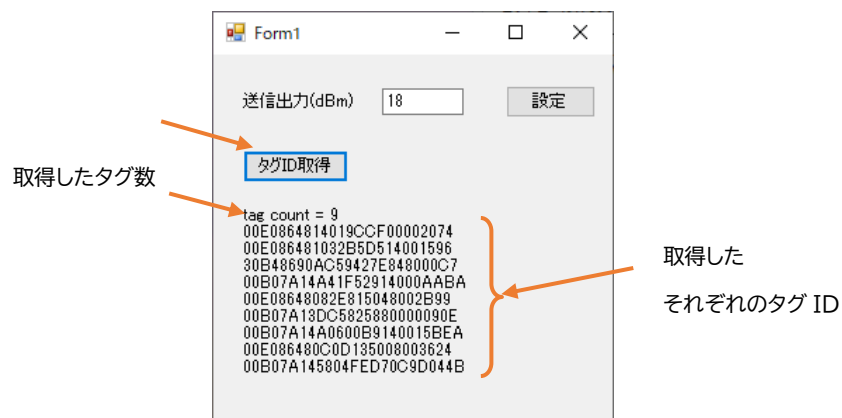 Form1
送信出力(dBm) 18 設定
タグID取得
取得したタグ数
tag count = 9
00E0864814019CCF00002074
00E086481032B5D514001596
30B48690AC59427E848000C7
00B07A14A41F52914000AABA
00E08648082E815048002B99
00B07A13DC5825880000090E
00B07A14A0600B9140015BEA
00E086480C0D135008003624
00B07A145804FED70C9D044B
取得した
それぞれのタグ ID